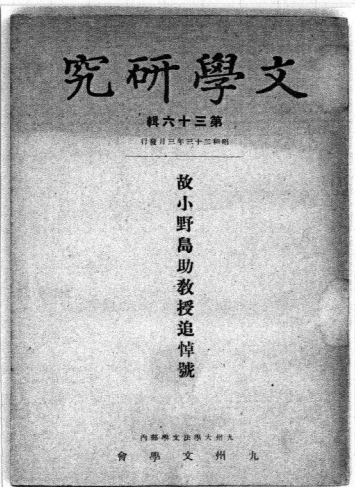 文學研究
第三十六輯
昭和二十三年三月發行
故小野島助教授追悼號
九州大學法文學部內
九州文學會